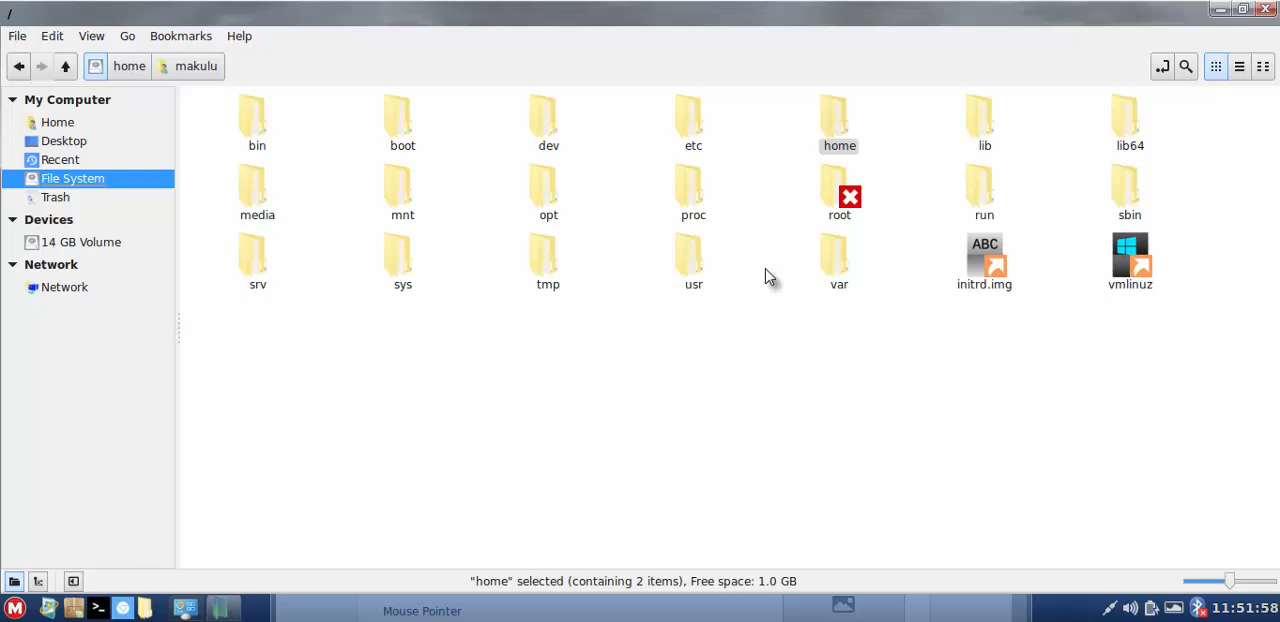 /
File Edit View Go Bookmarks Help
home makulu
My Computer
Home
Desktop
Recent
File System
Trash
Devices
14 GB Volume
Network
Network
bin boot dev etc home lib lib64
media mnt opt proc root run sbin
ABC
srv sys tmp usr var initrd.img vmlinuz
"home" selected (containing 2 items), Free space: 1.0 GB
M >_ Mouse Pointer 11:51:58